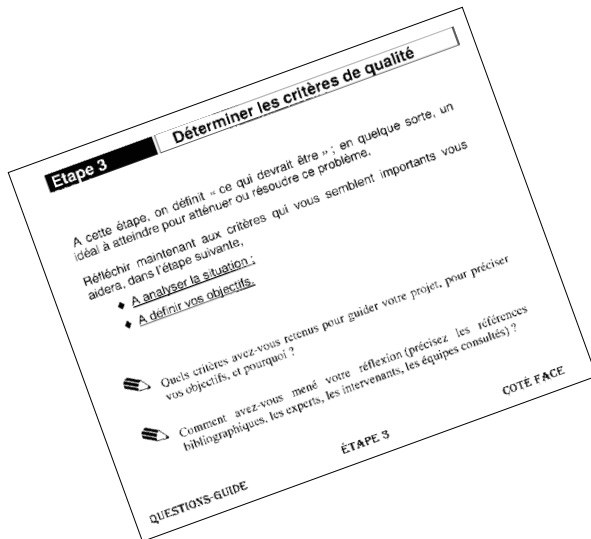 Etape 3
Déterminer les critères de qualité
A cette étape, on définit « ce qui devrait être » ; en quelque sorte, un
idéal à atteindre pour atténuer ou résoudre ce problème.
Réfléchir maintenant aux critères qui vous semblent importants vous
aidera, dans l'étape suivante,
♦ A analyser la situation ;
♦ A définir vos objectifs.
Quels critères avez-vous retenus pour guider votre projet, pour préciser
vos objectifs, et pourquoi ?
Comment avez-vous mené votre réflexion (précisez les références
bibliographiques, les experts, les intervenants, les équipes consultés) ?
QUESTIONS-GUIDE
ÉTAPE 3
COTÉ FACE